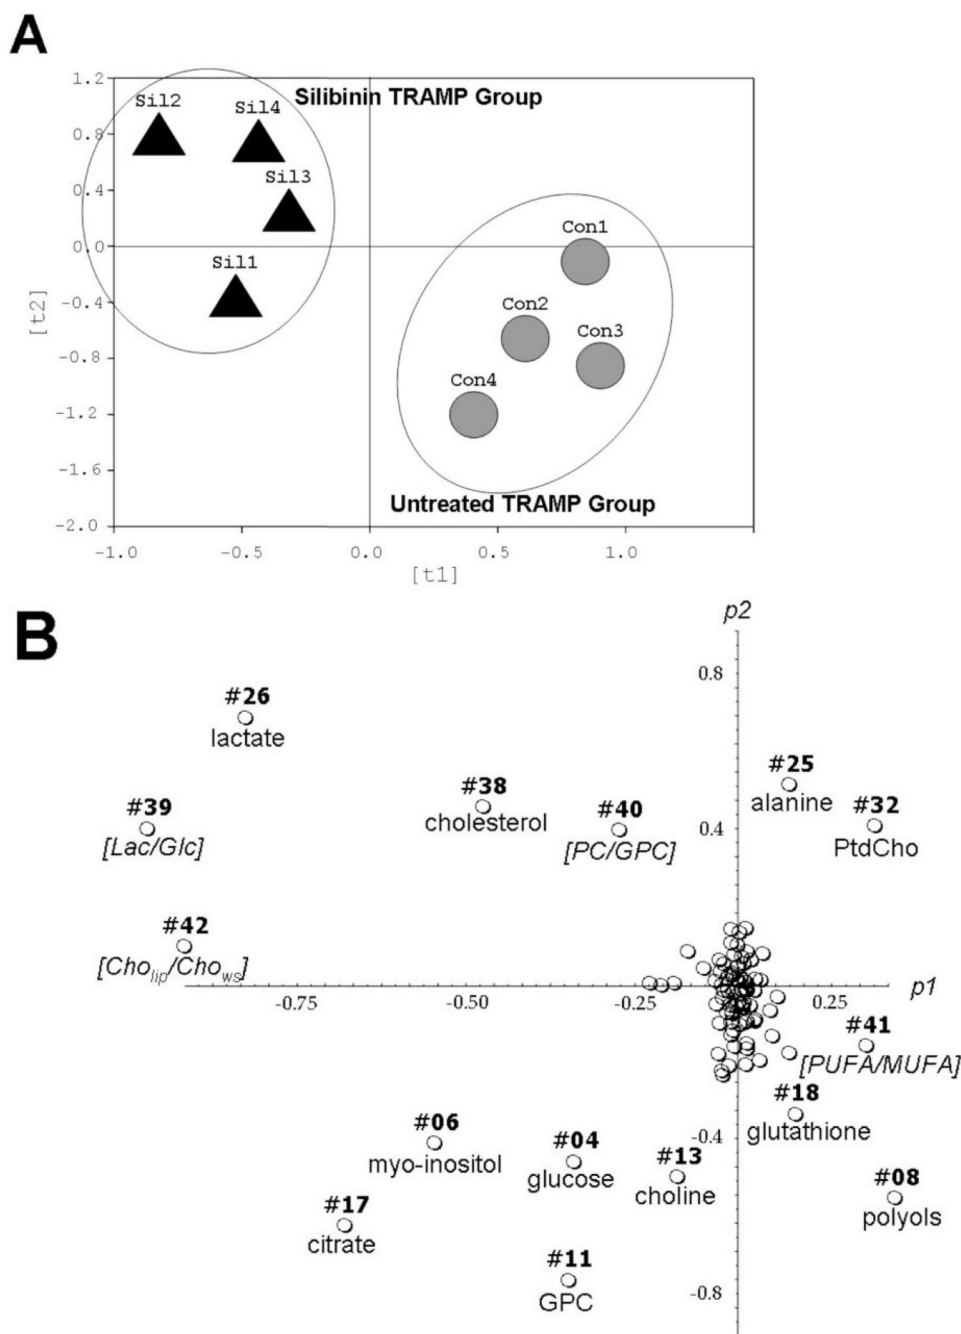 A
1.2
Silibinin TRAMP Group
Sil2
Sil4
0.8
Sil3
0.4
Con1
0.0
Sil1
Con2
-0.4
[t2]
Con3
-0.8
Con4
-1.2
-1.6
Untreated TRAMP Group
-2.0
-1.0 -0.5 0.0 0.5 1.0
[t1]
B
p2
#26
lactate
0.8
#25
alanine
#38
cholesterol
#39
[Lac/Glc]
#40
[PC/GPC]
0.4
#32
PtdCho
#42
[Cho_lip/Cho_ws]
-0.75 -0.50 -0.25 0.25 p1
#41
[PUFA/MUFA]
#18
glutathione
#06
myo-inositol
#04
glucose
-0.4
#13
choline
#08
polyols
#17
citrate
#11
GPC
-0.8